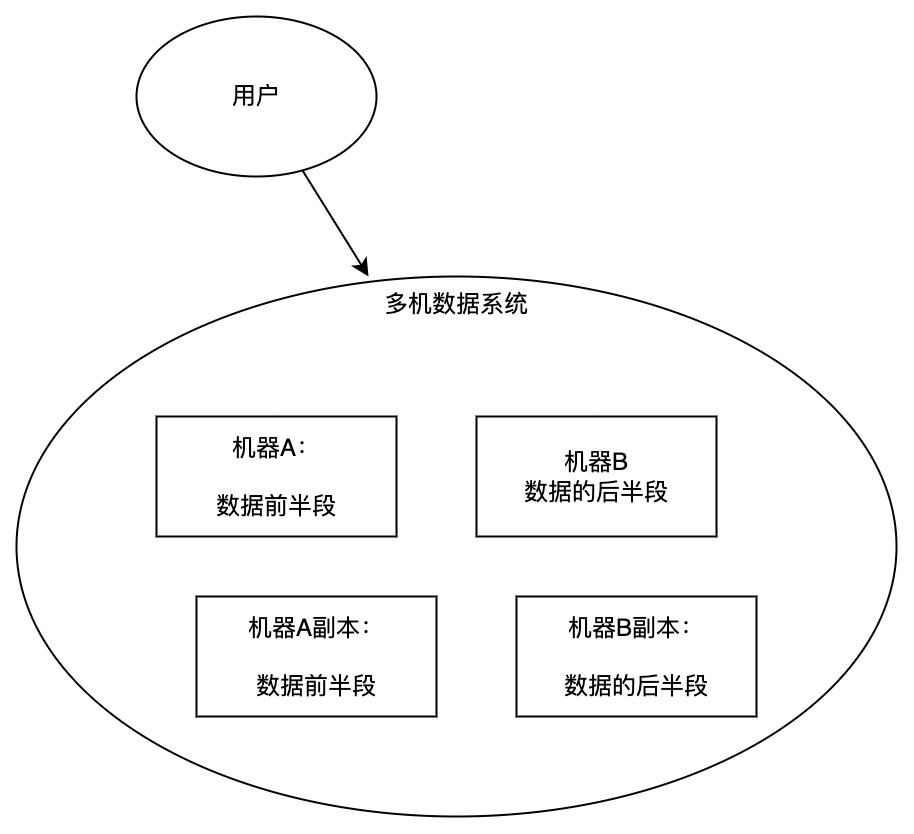 用户
多机数据系统
机器A：
数据前半段
机器B
数据的后半段
机器A副本：
数据前半段
机器B副本：
数据的后半段